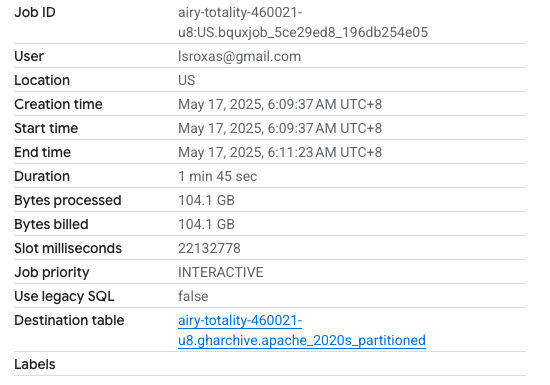 Job ID airy-totality-460021-
u8:US.bquxjob_5ce29ed8_196db254e05
User lsroxas@gmail.com
Location US
Creation time May 17, 2025, 6:09:37 AM UTC+8
Start time May 17, 2025, 6:09:37 AM UTC+8
End time May 17, 2025, 6:11:23 AM UTC+8
Duration 1 min 45 sec
Bytes processed 104.1 GB
Bytes billed 104.1 GB
Slot milliseconds 22132778
Job priority INTERACTIVE
Use legacy SQL false
Destination table airy-totality-460021-
u8.gharchive.apache_2020s_partitioned
Labels